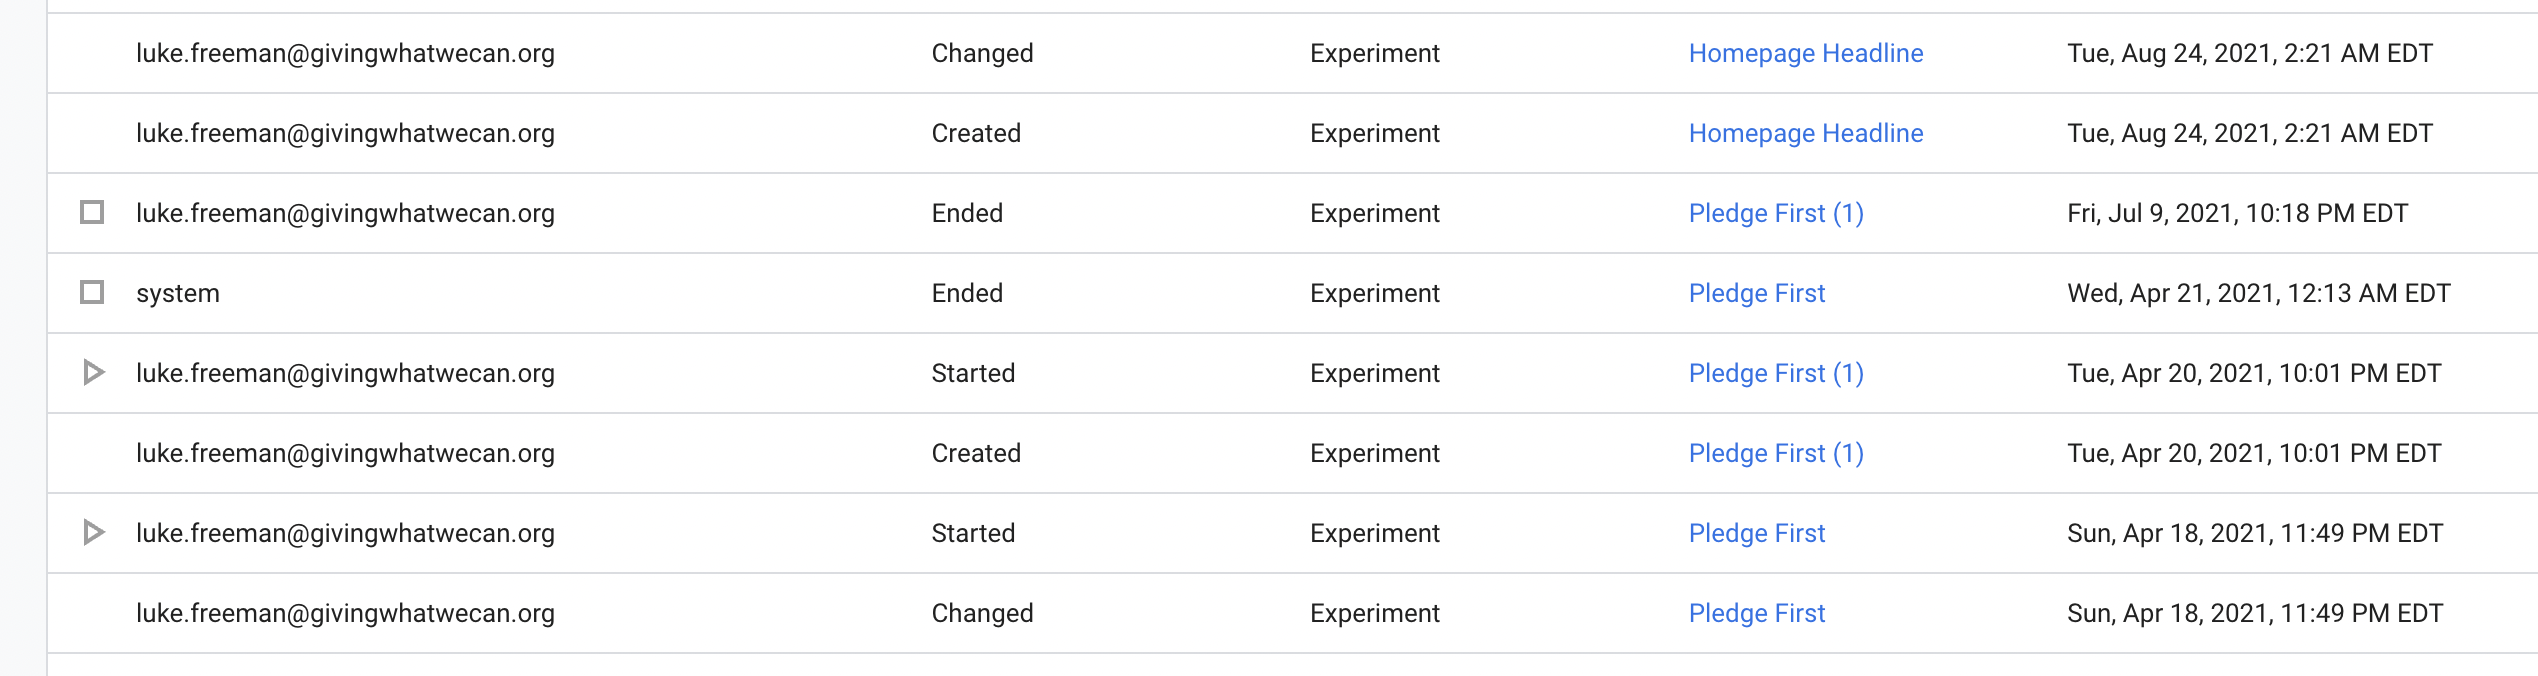 luke.freeman@givingwhatwecan.org Changed Experiment Homepage Headline Tue, Aug 24, 2021, 2:21 AM EDT
luke.freeman@givingwhatwecan.org Created Experiment Homepage Headline Tue, Aug 24, 2021, 2:21 AM EDT
luke.freeman@givingwhatwecan.org Ended Experiment Pledge First (1) Fri, Jul 9, 2021, 10:18 PM EDT
system Ended Experiment Pledge First Wed, Apr 21, 2021, 12:13 AM EDT
luke.freeman@givingwhatwecan.org Started Experiment Pledge First (1) Tue, Apr 20, 2021, 10:01 PM EDT
luke.freeman@givingwhatwecan.org Created Experiment Pledge First (1) Tue, Apr 20, 2021, 10:01 PM EDT
luke.freeman@givingwhatwecan.org Started Experiment Pledge First Sun, Apr 18, 2021, 11:49 PM EDT
luke.freeman@givingwhatwecan.org Changed Experiment Pledge First Sun, Apr 18, 2021, 11:49 PM EDT